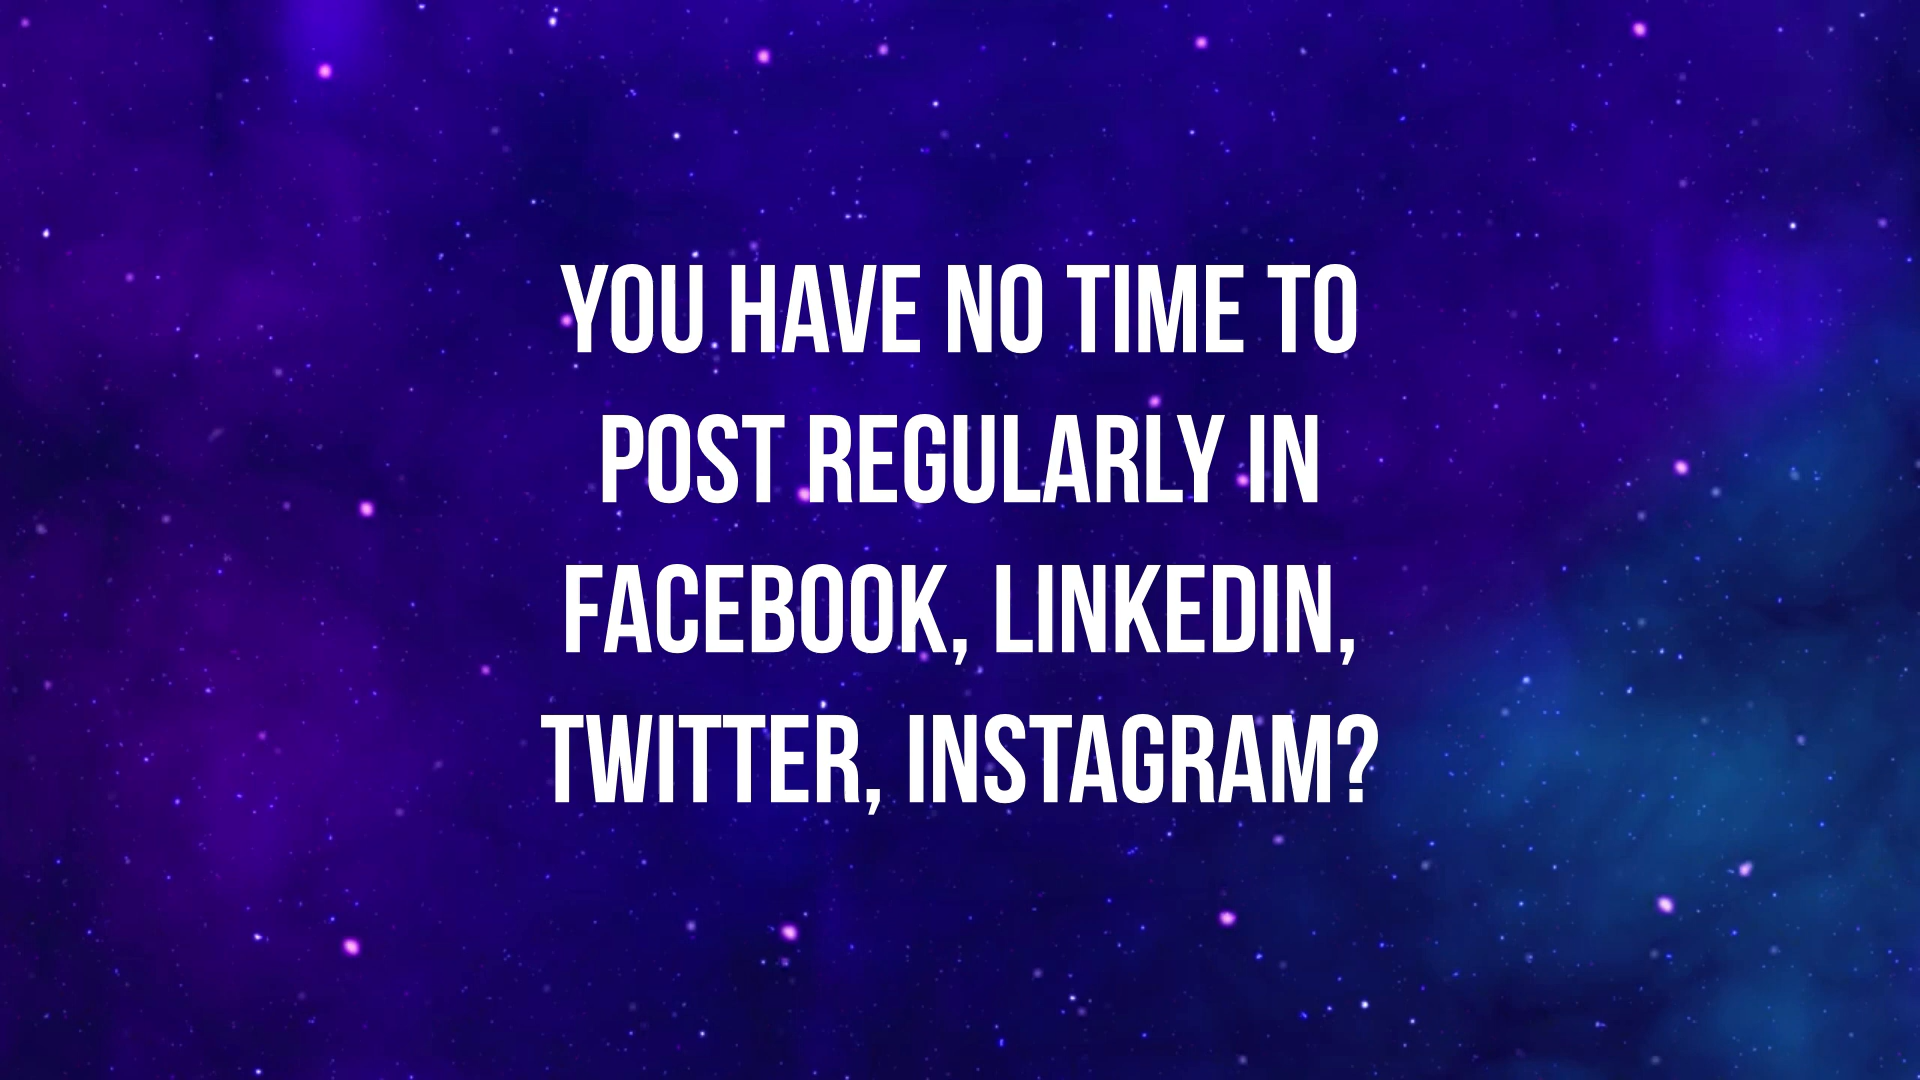 YOU HAVE NO TIME TO
POST REGULARLY IN
FACEBOOK, LINKEDIN,
TWITTER, INSTAGRAM?